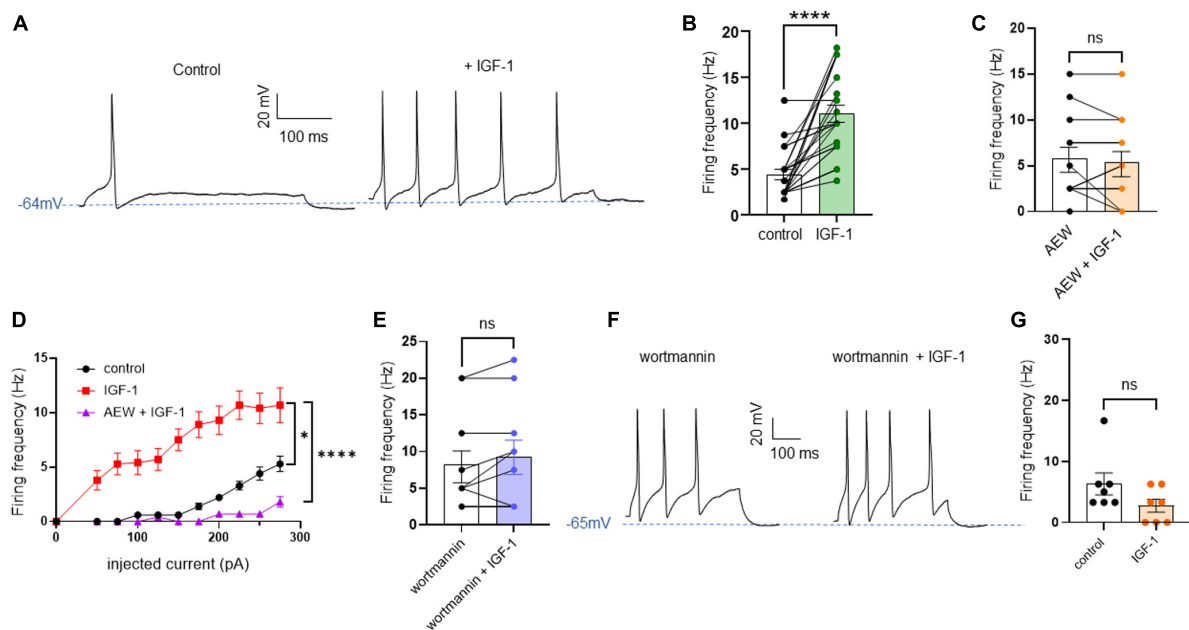 A
Control
+ IGF-1
20 mV
100 ms
-64mV
B
****
Firing frequency (Hz)
20
15
10
5
0
control
IGF-1
C
ns
Firing frequency (Hz)
20
15
10
5
0
AEW
AEW + IGF-1
D
control
IGF-1
AEW + IGF-1
Firing frequency (Hz)
15
10
5
0
0
100
200
300
injected current (pA)
*
****
E
ns
Firing frequency (Hz)
25
20
15
10
5
0
wortmannin
wortmannin + IGF-1
F
wortmannin
wortmannin + IGF-1
20 mV
100 ms
-65mV
G
ns
Firing frequency (Hz)
30
20
10
0
control
IGF-1